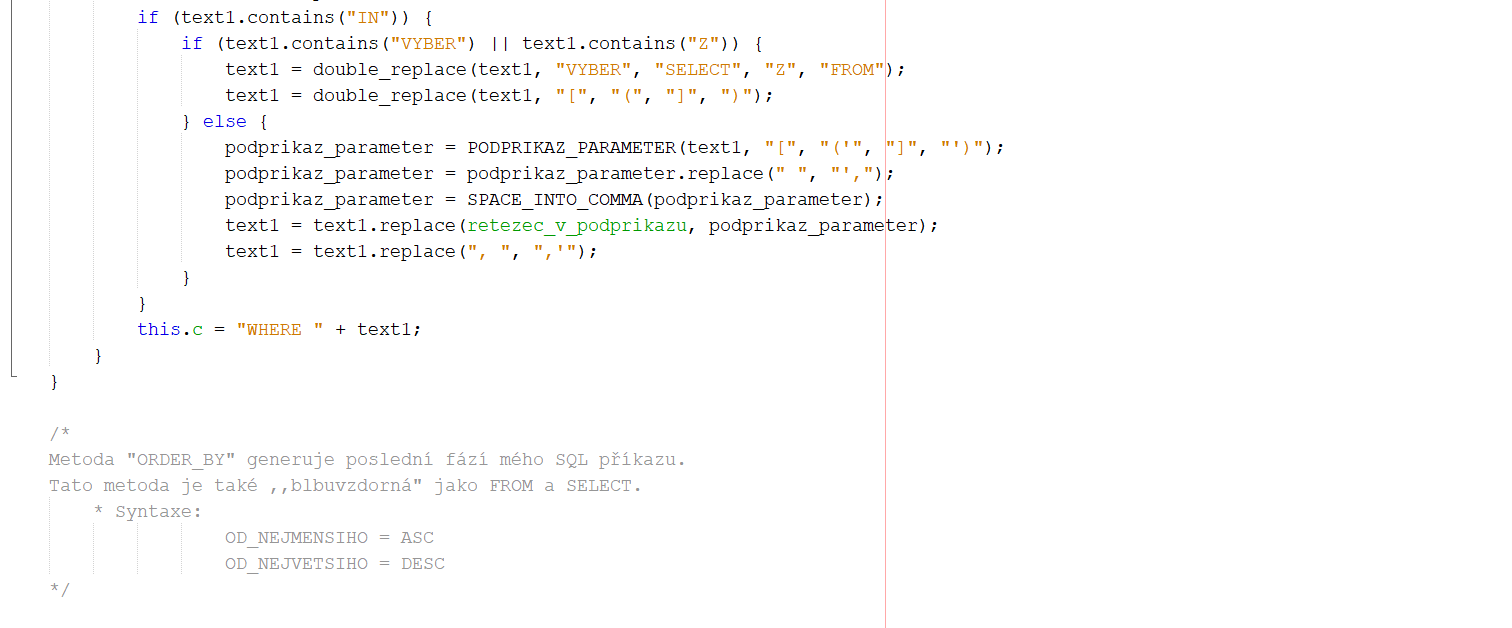 if (text1.contains("IN")) {
if (text1.contains("VYBER") || text1.contains("Z")) {
text1 = double_replace(text1, "VYBER", "SELECT", "Z", "FROM");
text1 = double_replace(text1, "[", "(", "]", ")");
} else {
podprikaz_parameter = PODPRIKAZ_PARAMETER(text1, "[", "('", "]", "')");
podprikaz_parameter = podprikaz_parameter.replace(" ", "',");
podprikaz_parameter = SPACE_INTO_COMMA(podprikaz_parameter);
text1 = text1.replace(retezec_v_podprikazu, podprikaz_parameter);
text1 = text1.replace(", ", ",'");
}
}
this.c = "WHERE " + text1;
}
}
/*
Metoda "ORDER_BY" generuje poslední fází mého SQL příkazu.
Tato metoda je také ,,blbuvzdorná" jako FROM a SELECT.
* Syntaxe:
OD_NEJMENSIHO = ASC
OD_NEJVETSIHO = DESC
*/